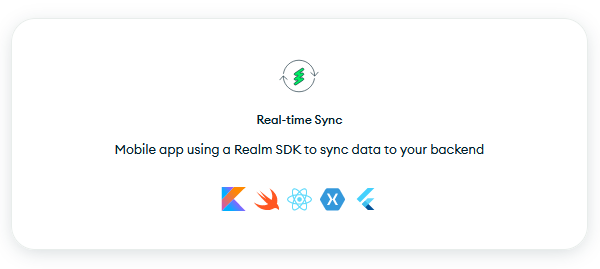 Real-time Sync
Mobile app using a Realm SDK to sync data to your backend